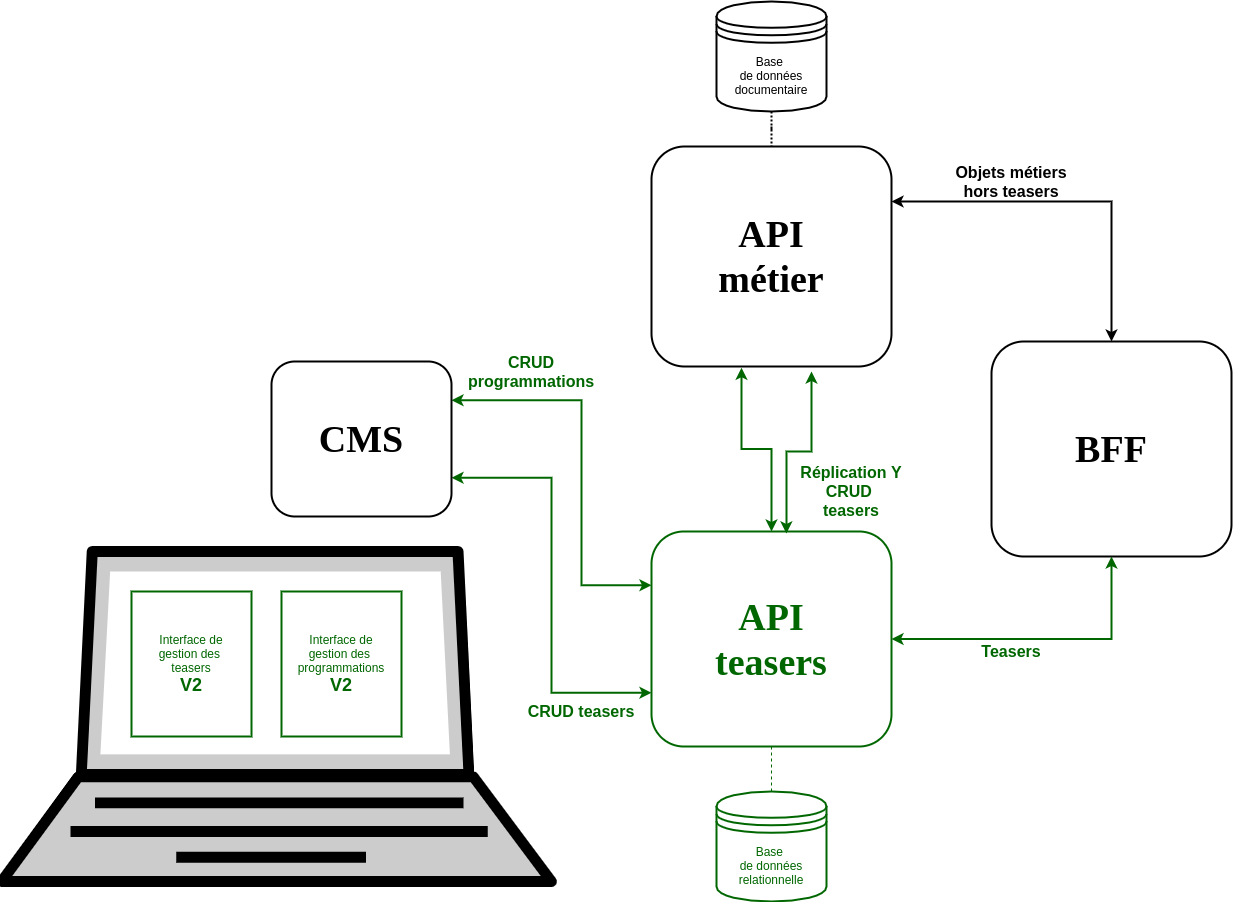 Base
de données
documentaire
Objets métiers
hors teasers
API
métier
CRUD
programmations
CMS
BFF
Réplication Y
CRUD
teasers
Interface de
gestion des
teasers
V2
Interface de
gestion des
programmations
V2
API
teasers
Teasers
CRUD teasers
Base
de données
relationnelle